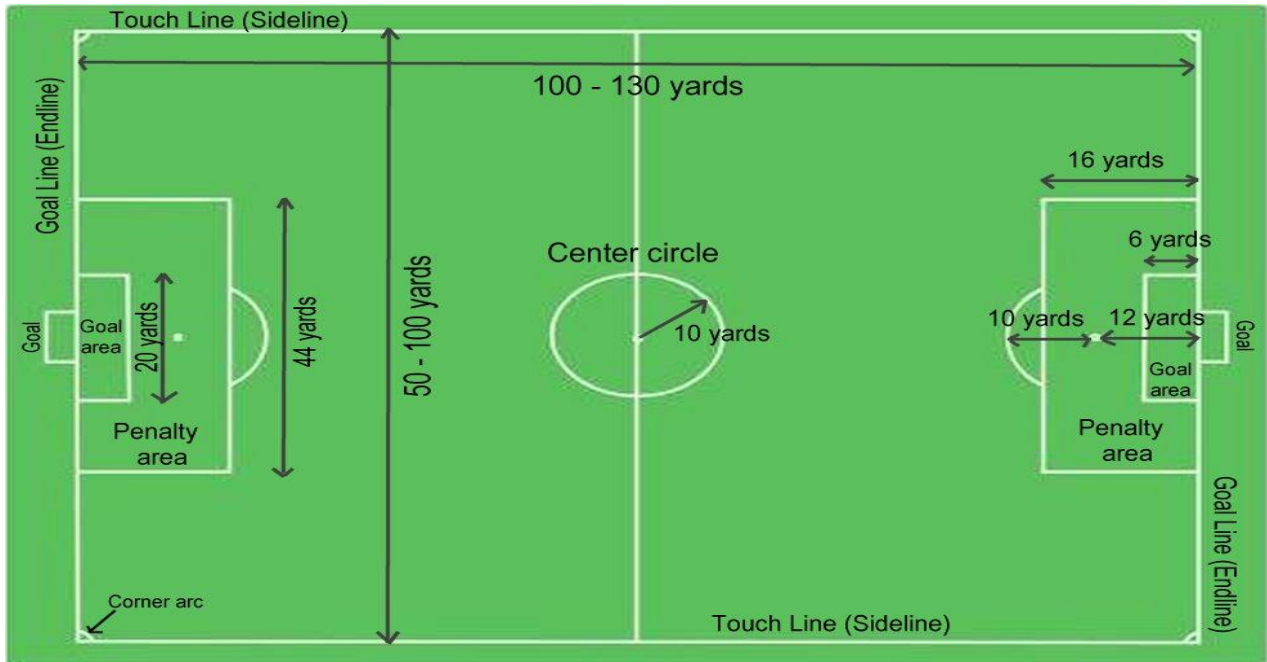 Touch Line (Sideline)
100 - 130 yards
Goal Line (Endline)
16 yards
44 yards
50 - 100 yards
Center circle
10 yards
6 yards
10 yards
12 yards
Goal
Goal
area
20 yards
Penalty
area
Goal
Goal
area
Penalty
area
Goal Line (Endline)
Corner arc
Touch Line (Sideline)